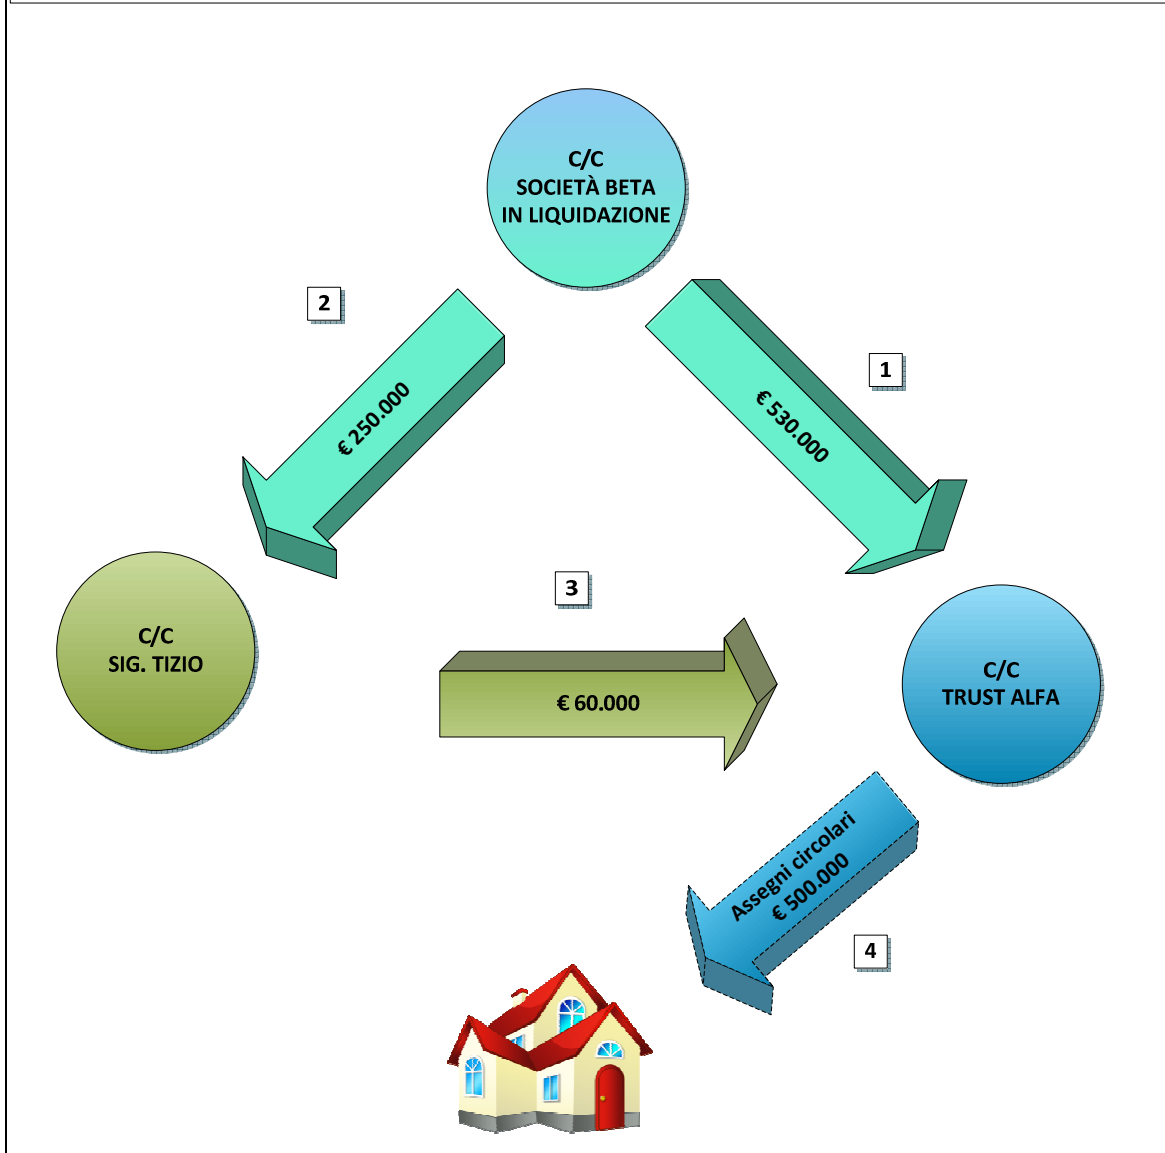 C/C
SOCIETÀ BETA
IN LIQUIDAZIONE
2
1
€ 250.000
€ 530.000
3
C/C
SIG. TIZIO
€ 60.000
C/C
TRUST ALFA
Assegni circolari
€ 500.000
4